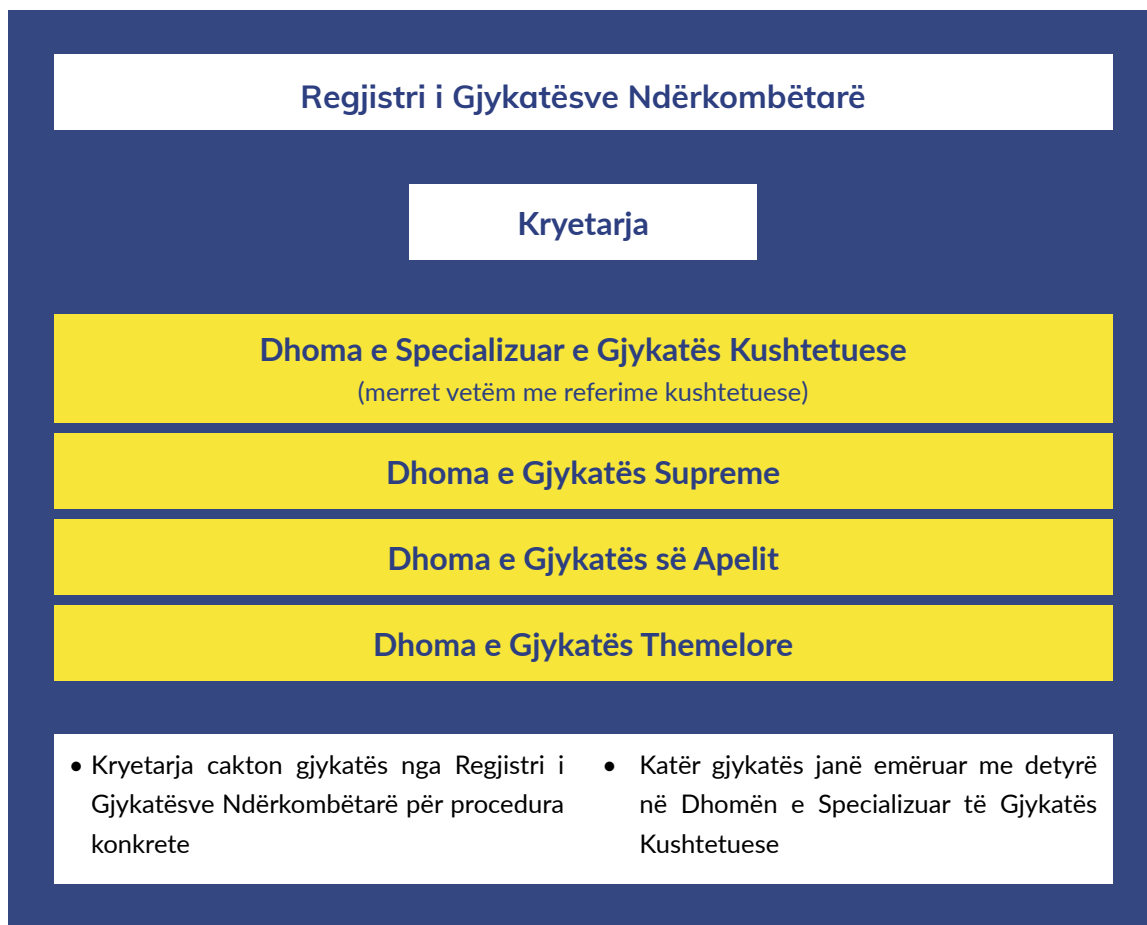 Regjistri i Gjykatësve Ndërkombëtarë
Kryetarja
Dhoma e Specializuar e Gjykatës Kushtetuese
(merret vetëm me referime kushtetuese)
Dhoma e Gjykatës Supreme
Dhoma e Gjykatës së Apelit
Dhoma e Gjykatës Themelore
• Kryetarja cakton gjykatës nga Regjistri i
Gjykatësve Ndërkombëtarë për procedura
konkrete
• Katër gjykatës janë emëruar me detyrë
në Dhomën e Specializuar të Gjykatës
Kushtetuese